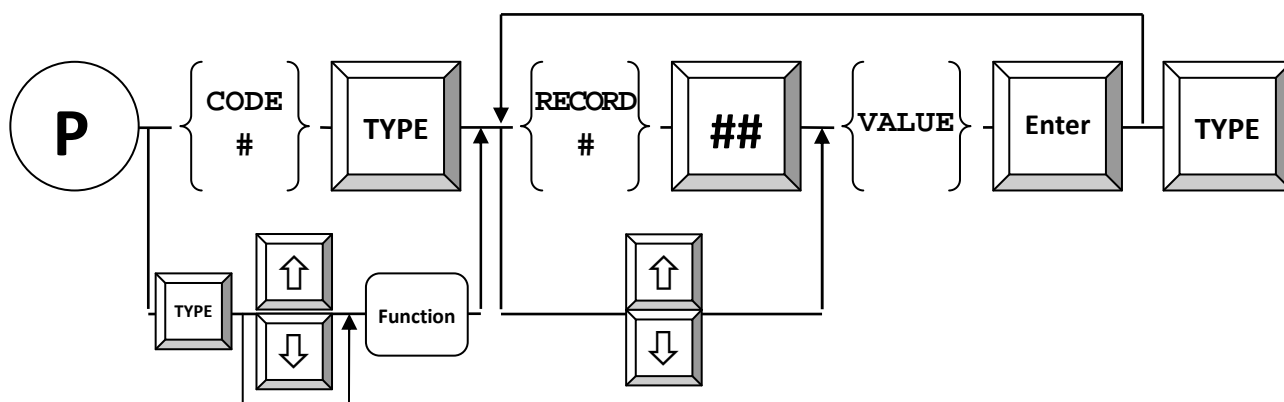 P
CODE
#
TYPE
RECORD
#
##
VALUE
Enter
TYPE
TYPE
Function